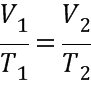 V₁/T₁ = V₂/T₂